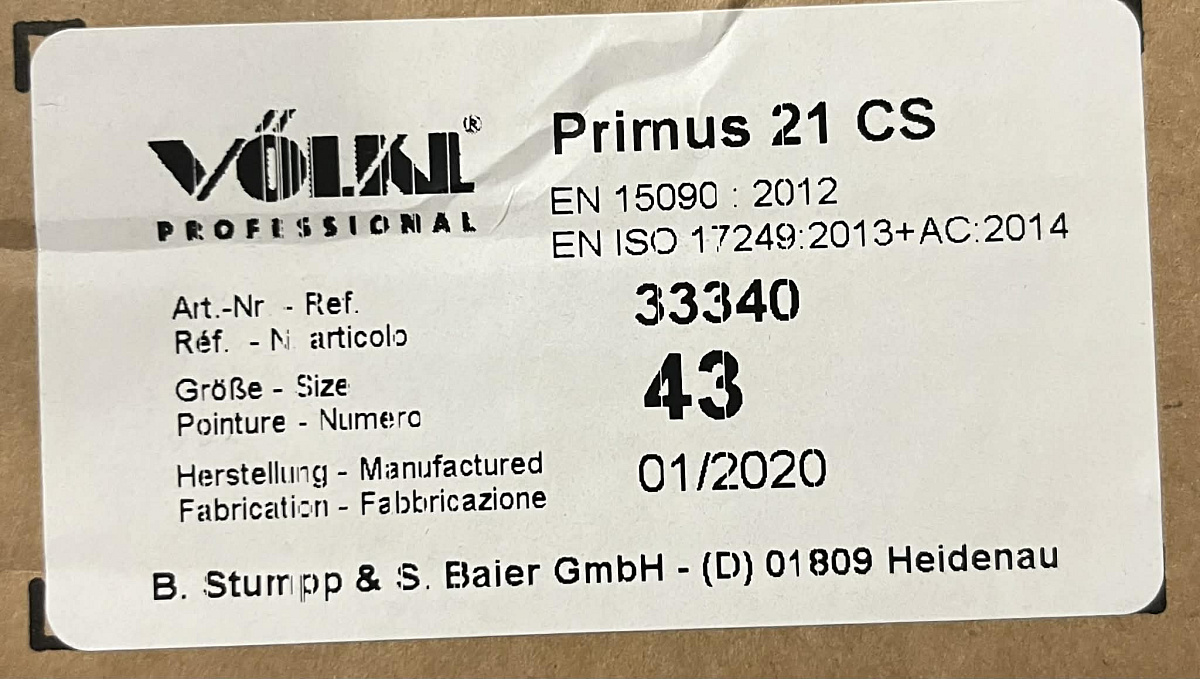 VÖLKL®
PROFESSIONAL
Primus 21 CS
EN 15090 : 2012
EN ISO 17249:2013+AC:2014
Art.-Nr - Ref.
Réf. - N. articolo
33340
Größe - Size
Pointure - Numero
43
Herstellung - Manufactured
Fabrication - Fabbricazione
01/2020
B. Stumpp & S. Baier GmbH - (D) 01809 Heidenau